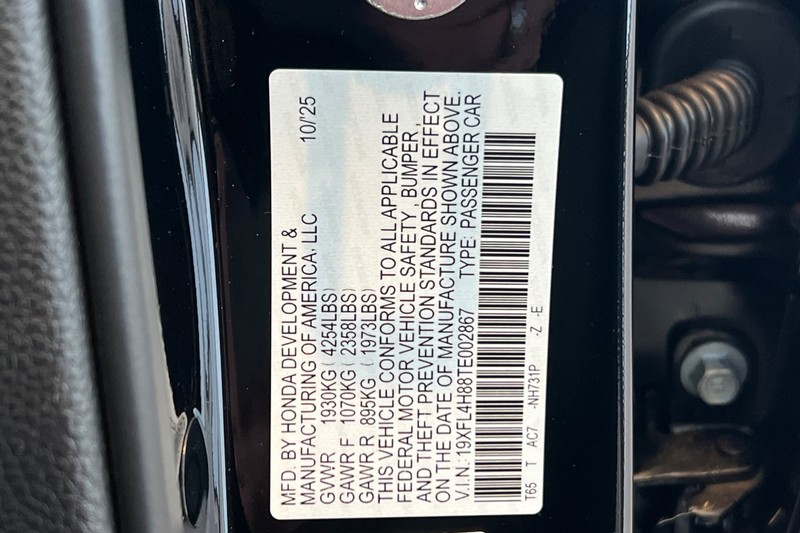 MFD. BY HONDA DEVELOPMENT &
MANUFACTURING OF AMERICA, LLC 10/'25
GVWR 1930KG ( 4254LBS)
GAWR F 1070KG ( 2358LBS)
GAWR R 895KG ( 1973LBS)
THIS VEHICLE CONFORMS TO ALL APPLICABLE
FEDERAL MOTOR VEHICLE SAFETY, BUMPER,
AND THEFT PREVENTION STANDARDS IN EFFECT
ON THE DATE OF MANUFACTURE SHOWN ABOVE.
V.I.N.: 19XFL4H88TE002867 TYPE: PASSENGER CAR
T65 T AC7 -NH731P -Z -E